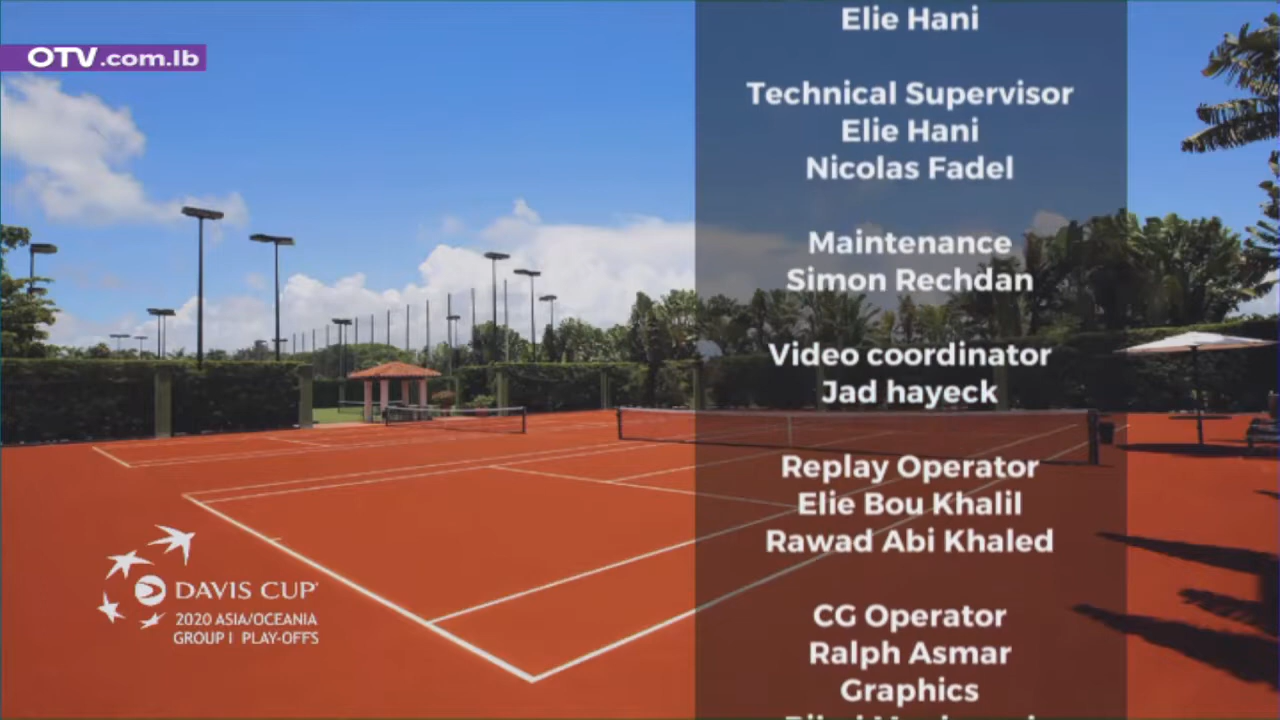 OTV.com.lb
Elie Hani
Technical Supervisor
Elie Hani
Nicolas Fadel
Maintenance
Simon Rechdan
Video coordinator
Jad hayeck
Replay Operator
Elie Bou Khalil
Rawad Abi Khaled
CG Operator
Ralph Asmar
Graphics
DAVIS CUP
2020 ASIA/OCEANIA
GROUP I PLAY-OFFS